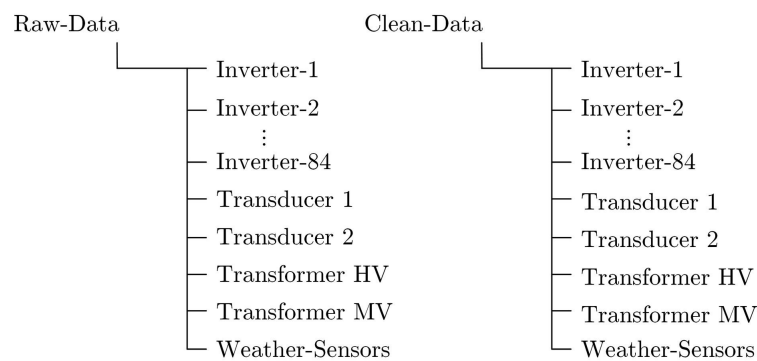 Raw-Data
Inverter-1
Inverter-2
⋮
Inverter-84
Transducer 1
Transducer 2
Transformer HV
Transformer MV
Weather-Sensors
Clean-Data
Inverter-1
Inverter-2
⋮
Inverter-84
Transducer 1
Transducer 2
Transformer HV
Transformer MV
Weather-Sensors